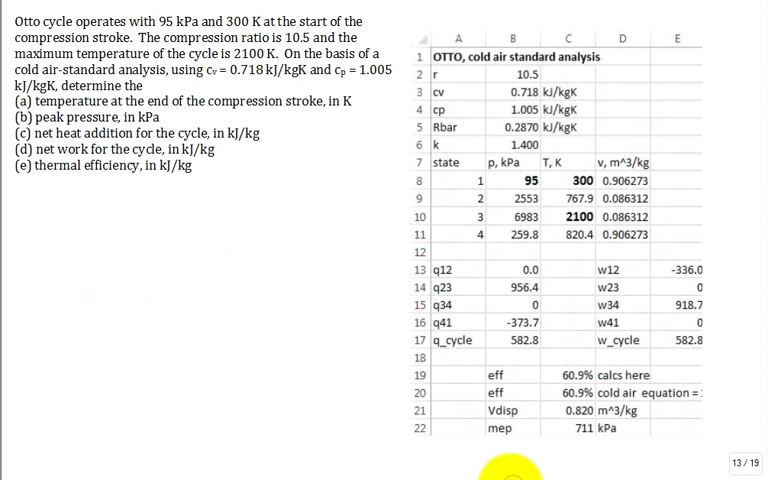 Otto cycle operates with 95 kPa and 300 K at the start of the
compression stroke. The compression ratio is 10.5 and the
maximum temperature of the cycle is 2100 K. On the basis of a
cold air-standard analysis, using cv = 0.718 kJ/kgK and cp = 1.005
kJ/kgK, determine the
(a) temperature at the end of the compression stroke, in K
(b) peak pressure, in kPa
(c) net heat addition for the cycle, in kJ/kg
(d) net work for the cycle, in kJ/kg
(e) thermal efficiency, in kJ/kg
A B C D E
1 OTTO, cold air standard analysis
2 r 10.5
3 cv 0.718 kJ/kgK
4 cp 1.005 kJ/kgK
5 Rbar 0.2870 kJ/kgK
6 k 1.400
7 state p, kPa T, K v, m^3/kg
8 1 95 300 0.906273
9 2 2553 767.9 0.086312
10 3 6983 2100 0.086312
11 4 259.8 820.4 0.906273
12
13 q12 0.0 w12 -336.0
14 q23 956.4 w23 0
15 q34 0 w34 918.7
16 q41 -373.7 w41 0
17 q_cycle 582.8 w_cycle 582.8
18
19 eff 60.9% calcs here
20 eff 60.9% cold air equation =
21 Vdisp 0.820 m^3/kg
22 mep 711 kPa
13 / 19